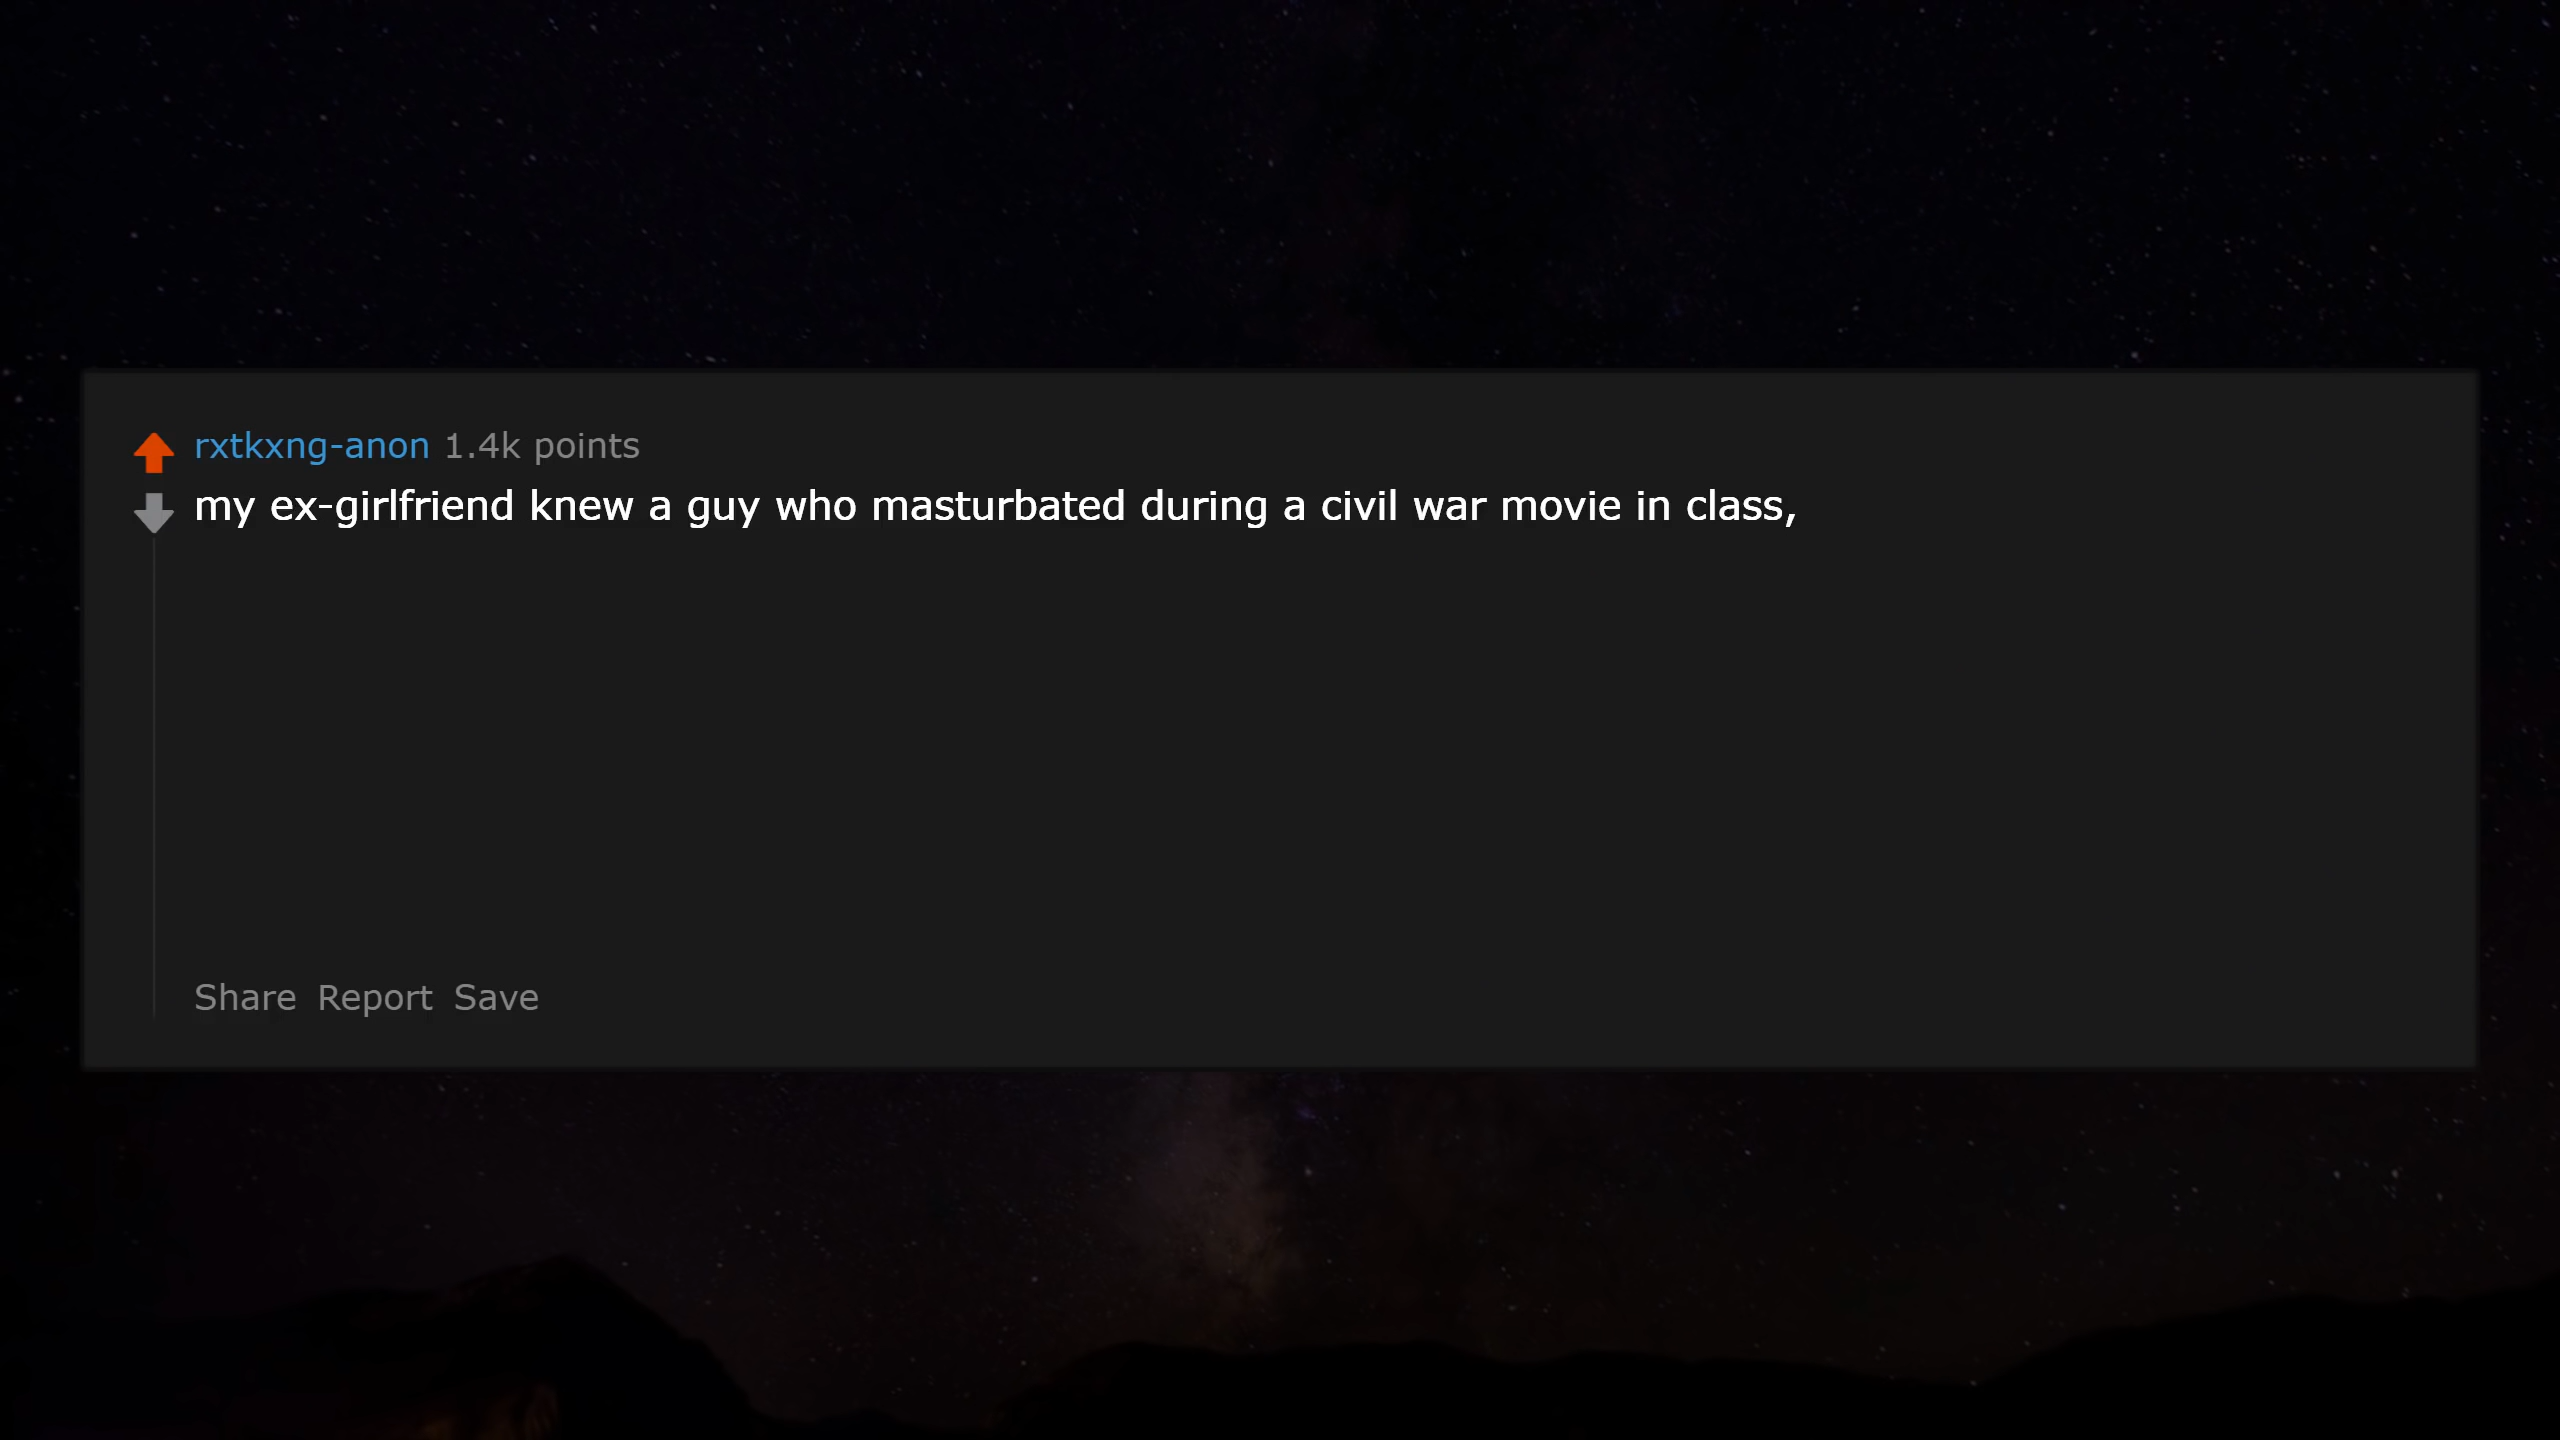 rxtkxng-anon 1.4k points
my ex-girlfriend knew a guy who masturbated during a civil war movie in class,
Share Report Save